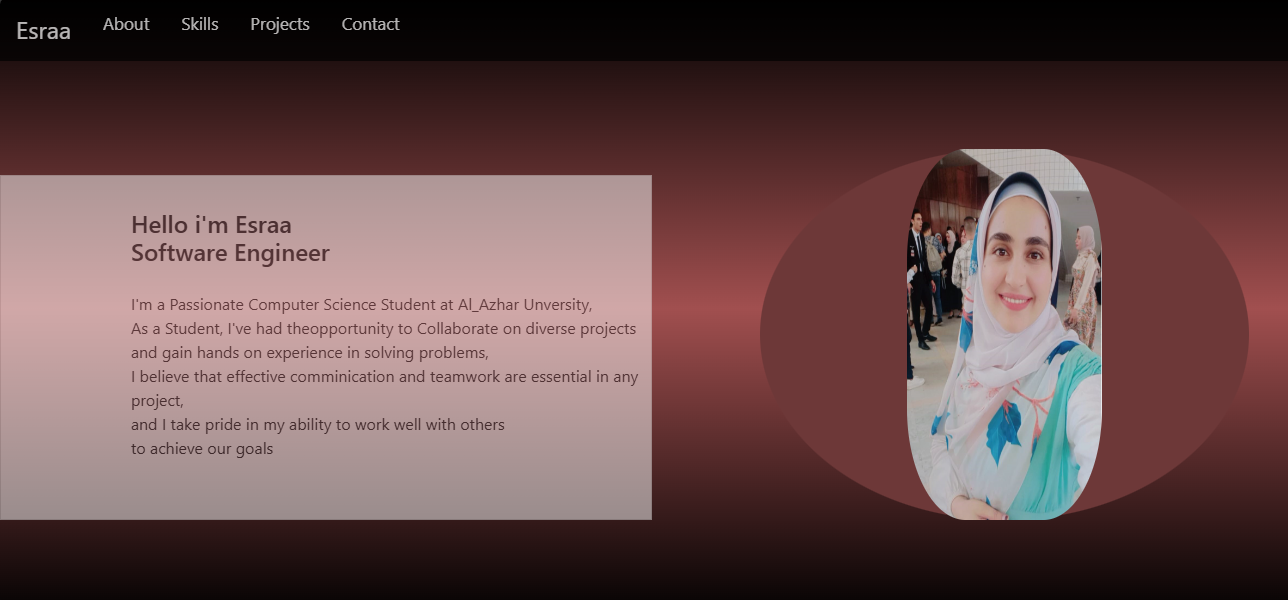 Esraa
About
Skills
Projects
Contact
Hello i'm Esraa
Software Engineer
I'm a Passionate Computer Science Student at Al_Azhar Unversity,
As a Student, I've had theopportunity to Collaborate on diverse projects
and gain hands on experience in solving problems,
I believe that effective comminication and teamwork are essential in any
project,
and I take pride in my ability to work well with others
to achieve our goals